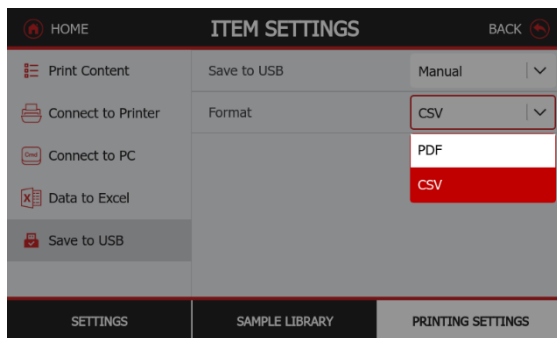 HOME
ITEM SETTINGS
BACK
Print Content
Save to USB
Manual
Connect to Printer
Format
CSV
Cmd
Connect to PC
PDF
Data to Excel
CSV
Save to USB
SETTINGS
SAMPLE LIBRARY
PRINTING SETTINGS